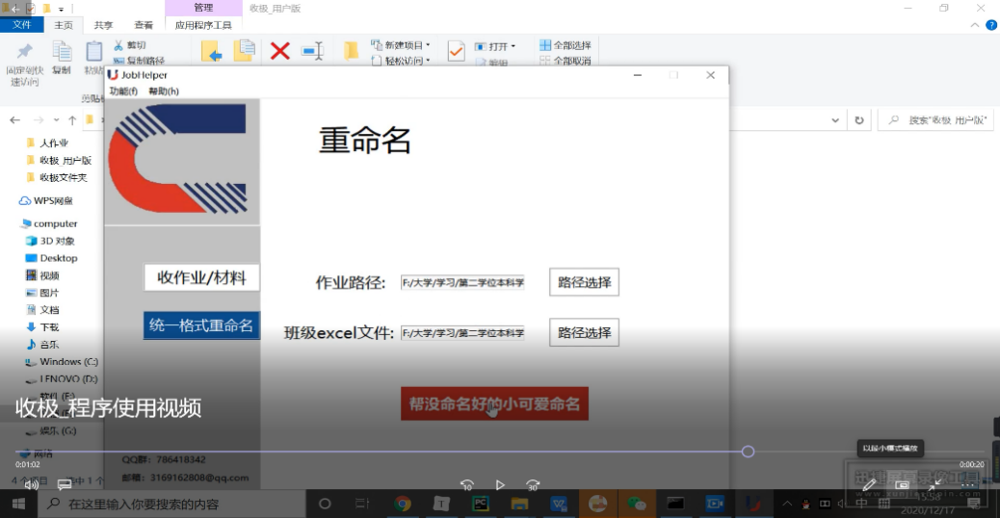 管理
收极_用户版
文件
主页
共享
查看
应用程序工具
固定到快
速访问
复制
粘贴
剪切
复制路径
新建项目
轻松访问
打开
编辑
全部选择
全部取消
JobHelper
功能(f)
帮助(h)
搜索"收极_用户版"
人作业
收极_用户版
收极文件夹
WPS网盘
computer
3D 对象
Desktop
视频
图片
文档
下载
音乐
Windows (C:)
LENOVO (D:)
软件 (E:)
娱乐 (G:)
网络
重命名
收作业/材料
统一格式重命名
作业路径:
F:/大学/学习/第二学位本科学
路径选择
班级excel文件:
F:/大学/学习/第二学位本科学
路径选择
帮没命名好的小可爱命名
收极_程序使用视频
QQ群: 786418342
邮箱: 3169162808@qq.com
以最小模式播放
0:01:02
0:00:20
4 个项目
10
30
在这里输入你要搜索的内容
中
15:58
2020/12/17